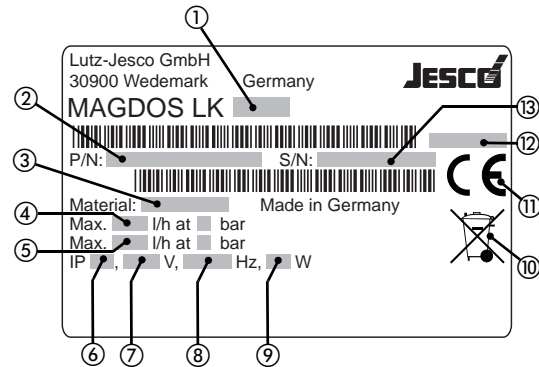 ①
Lutz-Jesco GmbH
30900 Wedemark Germany
JESCO
MAGDOS LK
②
⑬
⑫
P/N: S/N:
③
CE
⑪
Material: Made in Germany
④
Max. l/h at bar
⑤
Max. l/h at bar
⑩
IP , V, Hz, W
⑥ ⑦ ⑧ ⑨